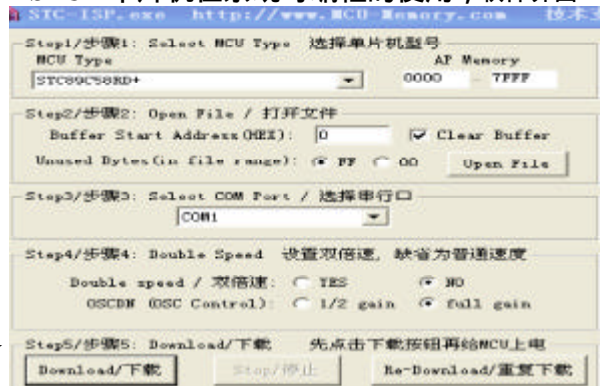 STC-ISP.exe http://www.MCU-Memory.com 技术支
Step1/步骤1: Select MCU Type 选择单片机型号
MCU Type AP Memory
STC89C58RD+ 0000 - 7FFF
Step2/步骤2: Open File / 打开文件
Buffer Start Address(HEX): 0 Clear Buffer
Unused Bytes(in file range): FF 00 Open File
Step3/步骤3: Select COM Port / 选择串行口
COM1
Step4/步骤4: Double Speed 设置双倍速, 缺省为普通速度
Double speed / 双倍速: YES NO
OSCDN (OSC Control): 1/2 gain full gain
Step5/步骤5: Download/下载 先点击下载按钮再给MCU上电
Download/下载 Stop/停止 Re-Download/重复下载